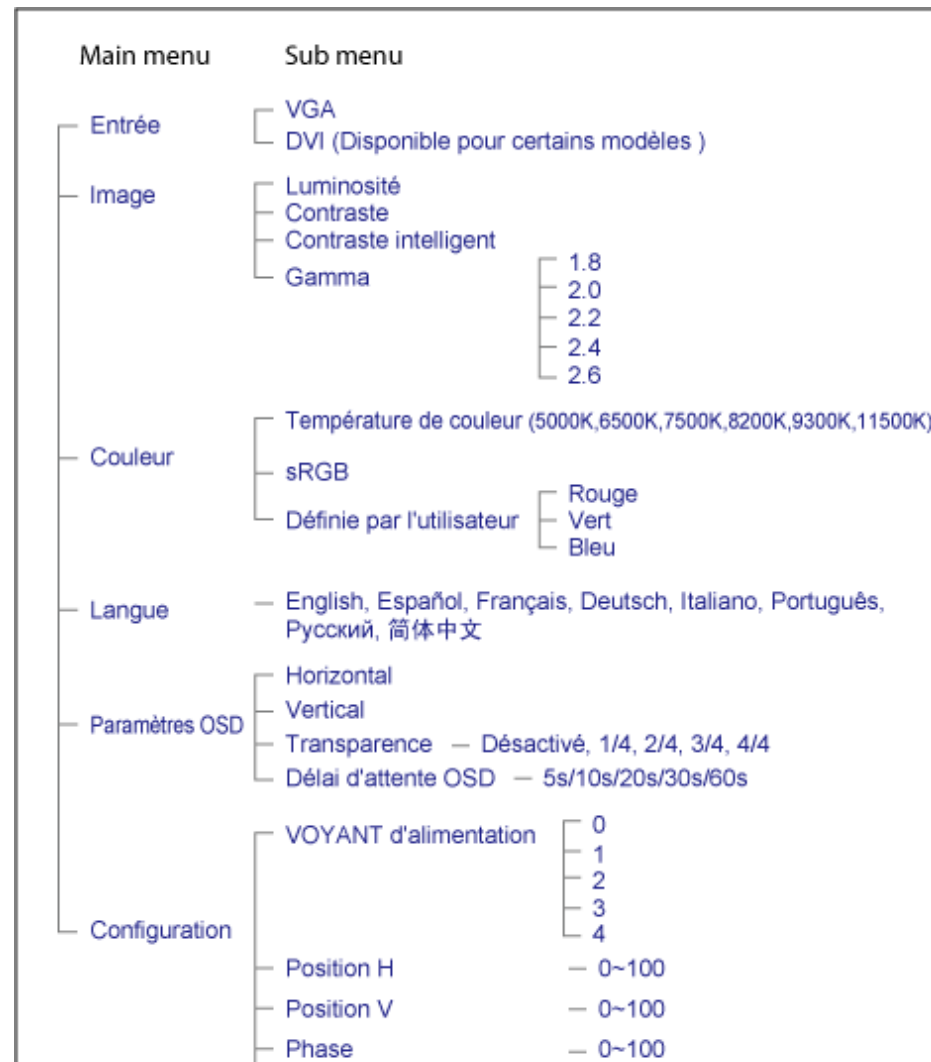 Main menu Sub menu
Entrée
VGA
DVI (Disponible pour certains modèles )
Image
Luminosité
Contraste
Contraste intelligent
Gamma
1.8
2.0
2.2
2.4
2.6
Couleur
Température de couleur (5000K,6500K,7500K,8200K,9300K,11500K)
sRGB
Définie par l'utilisateur
Rouge
Vert
Bleu
Langue
English, Español, Français, Deutsch, Italiano, Português,
Русский, 简体中文
Paramètres OSD
Horizontal
Vertical
Transparence — Désactivé, 1/4, 2/4, 3/4, 4/4
Délai d'attente OSD — 5s/10s/20s/30s/60s
Configuration
VOYANT d'alimentation
0
1
2
3
4
Position H — 0~100
Position V — 0~100
Phase — 0~100